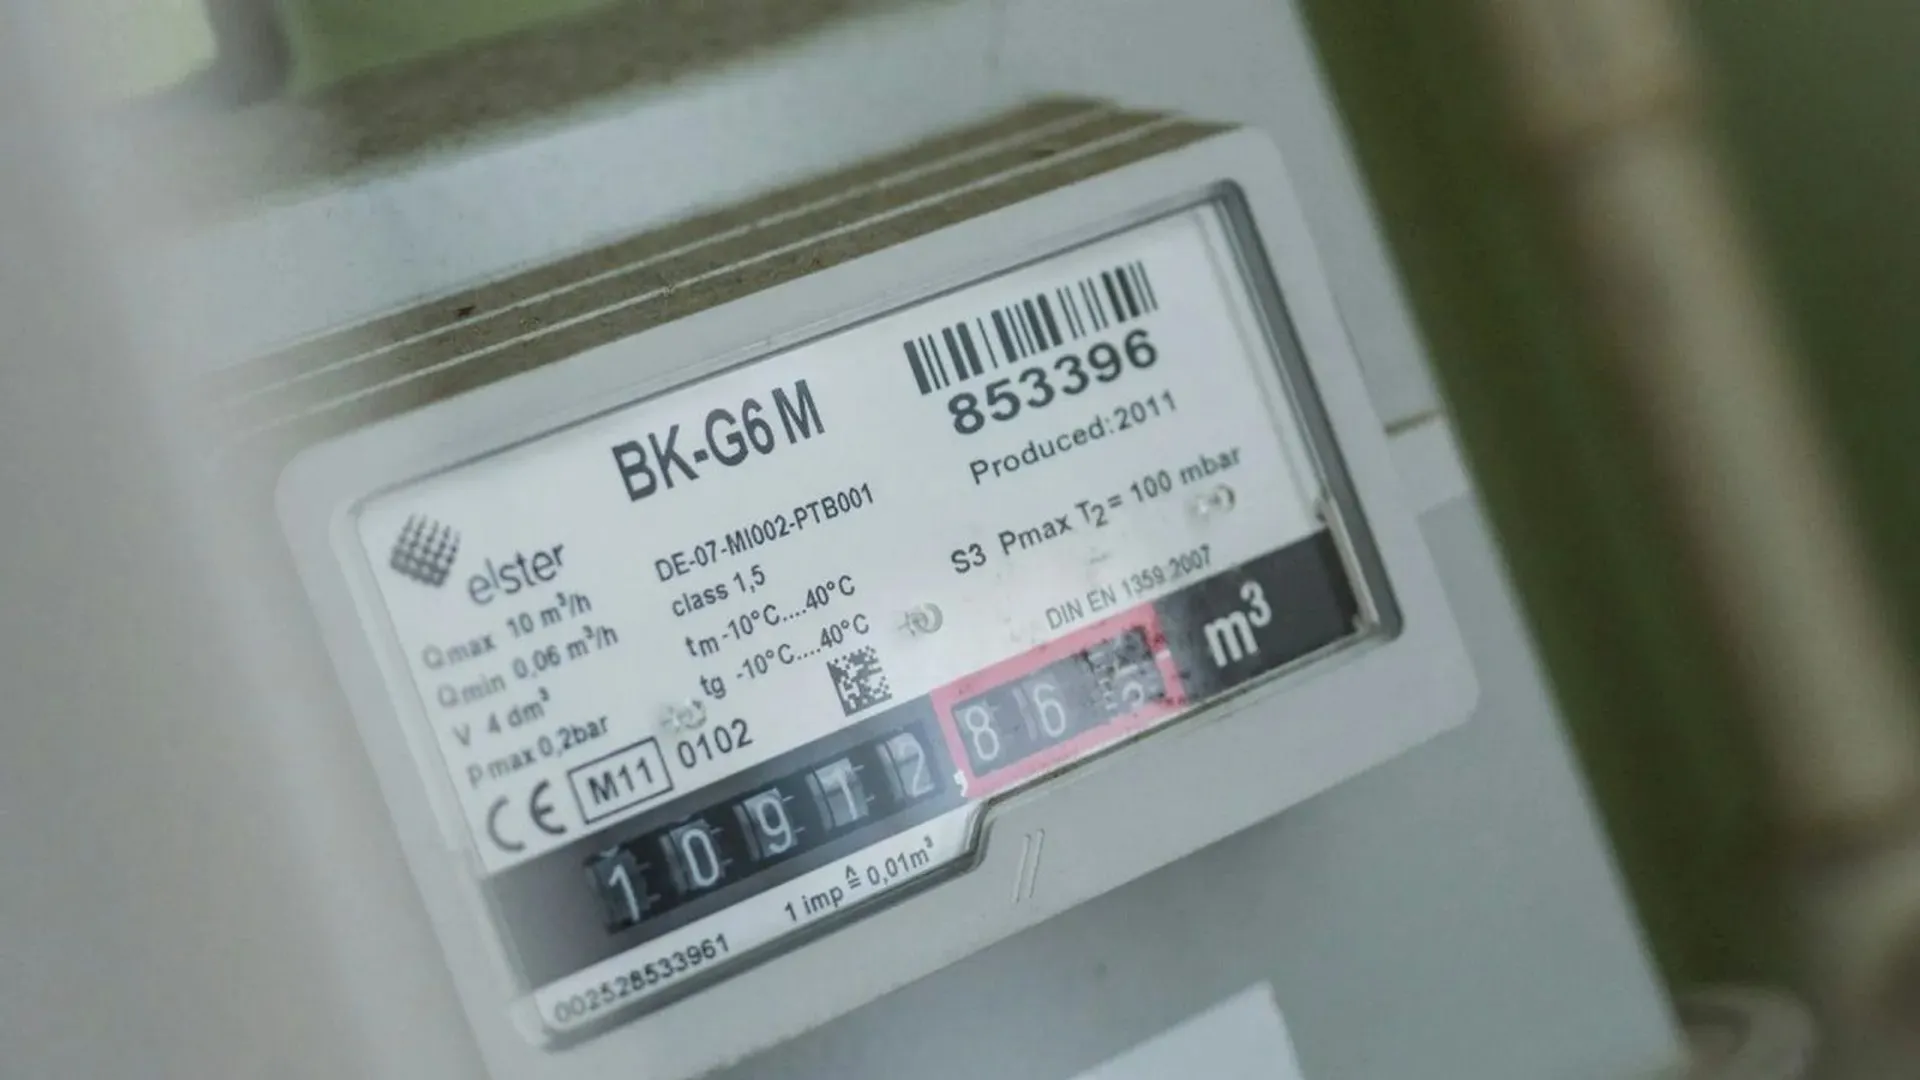 BK-G6 M
853396
Produced:2011
elster
Qmax 10 m³/h
Qmin 0,06 m³/h
V 4 dm³
pmax 0,2bar
CE M11 0102
DE-07-MI002-PTB001
class 1,5
tm -10°C....40°C
tg -10°C....40°C
S3 Pmax T₂= 100 mbar
DIN EN 1359:2007
10912,86 m³
1 imp ≙ 0,01m³
002528533961